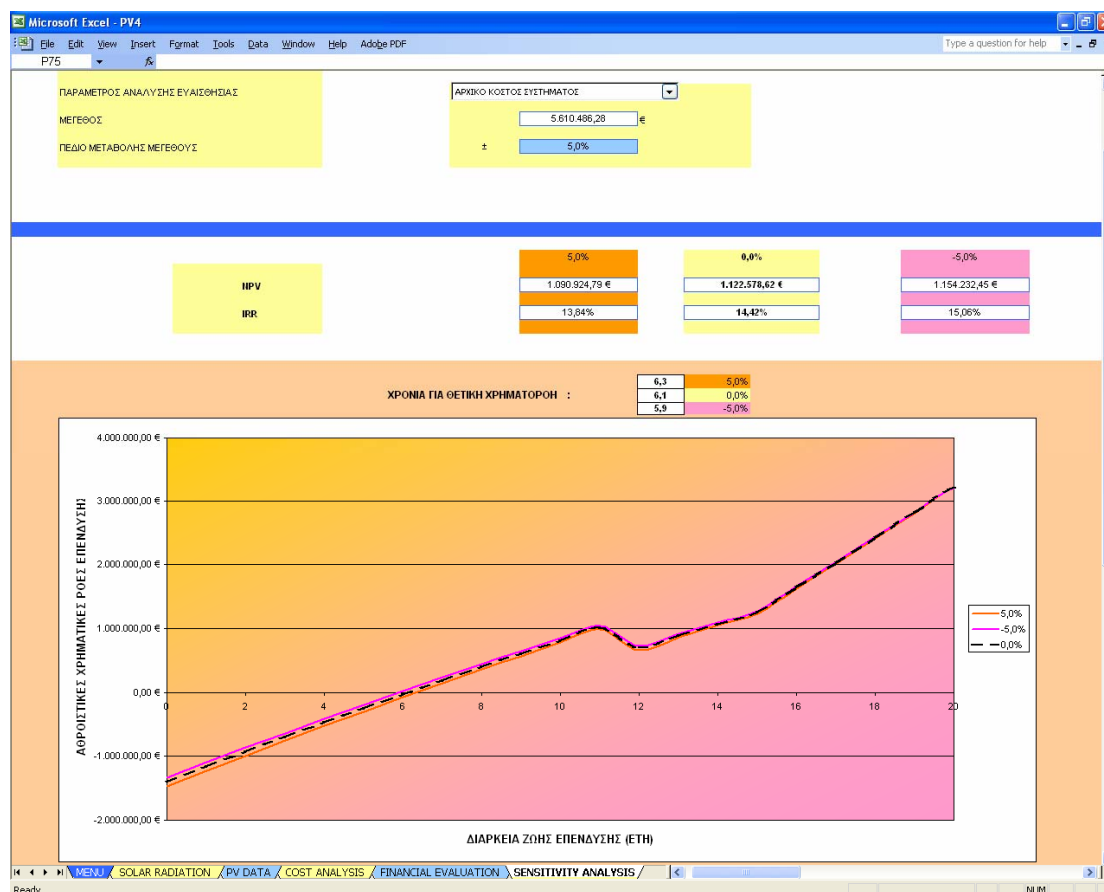 Microsoft Excel - PV4
File Edit View Insert Format Tools Data Window Help Adobe PDF
Type a question for help
P75 fx
ΠΑΡΑΜΕΤΡΟΣ ΑΝΑΛΥΣΗΣ ΕΥΑΙΣΘΗΣΙΑΣ ΑΡΧΙΚΟ ΚΟΣΤΟΣ ΣΥΣΤΗΜΑΤΟΣ
ΜΕΓΕΘΟΣ 5.610.486,28 €
ΠΕΔΙΟ ΜΕΤΑΒΟΛΗΣ ΜΕΓΕΘΟΥΣ ± 5,0%
5,0% 0,0% -5,0%
NPV 1.090.924,79 € 1.122.578,62 € 1.154.232,45 €
IRR 13,84% 14,42% 15,06%
ΧΡΟΝΙΑ ΓΙΑ ΘΕΤΙΚΗ ΧΡΗΜΑΤΟΡΟΗ :
6,3 5,0%
6,1 0,0%
5,9 -5,0%
ΑΘΡΟΙΣΤΙΚΕΣ ΧΡΗΜΑΤΙΚΕΣ ΡΟΕΣ ΕΠΕΝΔΥΣΗΣ
4.000.000,00 €
3.000.000,00 €
2.000.000,00 €
1.000.000,00 €
0,00 €
-1.000.000,00 €
-2.000.000,00 €
0 2 4 6 8 10 12 14 16 18 20
5,0%
-5,0%
0,0%
ΔΙΑΡΚΕΙΑ ΖΩΗΣ ΕΠΕΝΔΥΣΗΣ (ΕΤΗ)
MENU SOLAR RADIATION PV DATA COST ANALYSIS FINANCIAL EVALUATION SENSITIVITY ANALYSIS
Ready NUM